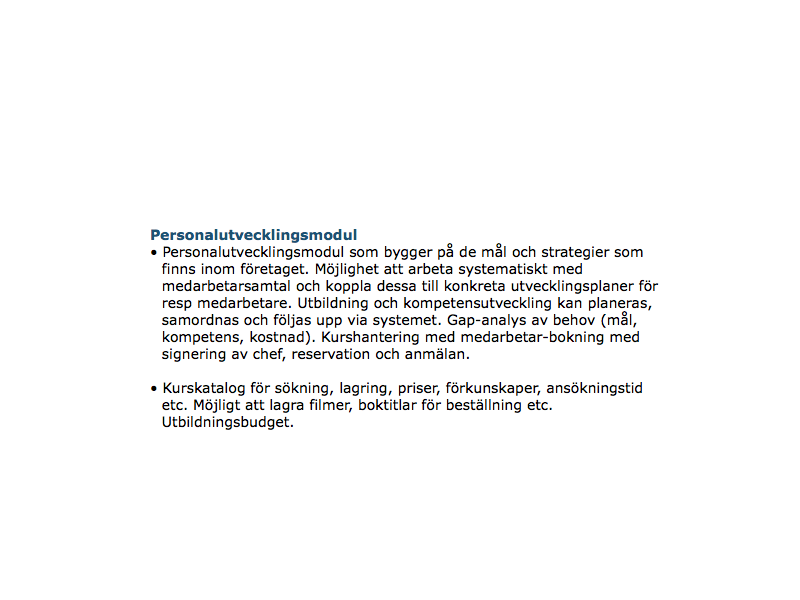 Personalutvecklingsmodul
• Personalutvecklingsmodul som bygger på de mål och strategier som
finns inom företaget. Möjlighet att arbeta systematiskt med
medarbetarsamtal och koppla dessa till konkreta utvecklingsplaner för
resp medarbetare. Utbildning och kompetensutveckling kan planeras,
samordnas och följas upp via systemet. Gap-analys av behov (mål,
kompetens, kostnad). Kurshantering med medarbetar-bokning med
signering av chef, reservation och anmälan.
• Kurskatalog för sökning, lagring, priser, förkunskaper, ansökningstid
etc. Möjligt att lagra filmer, boktitlar för beställning etc.
Utbildningsbudget.